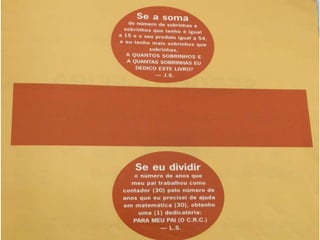 Se a soma
do número de sobrinhas e
sobrinhos que tenho é igual
a 15 e o seu produto igual a 54,
e eu tenho mais sobrinhos que
sobrinhas,
A QUANTOS SOBRINHOS E
A QUANTAS SOBRINHAS EU
DEDICO ESTE LIVRO?
— J.S.
Se eu dividir
o número de anos que
meu pai trabalhou como
contador (30) pelo número de
anos que eu precisei de ajuda
em matemática (30), obtenho
uma (1) dedicatória:
PARA MEU PAI (O C.R.C.)
— L.S.